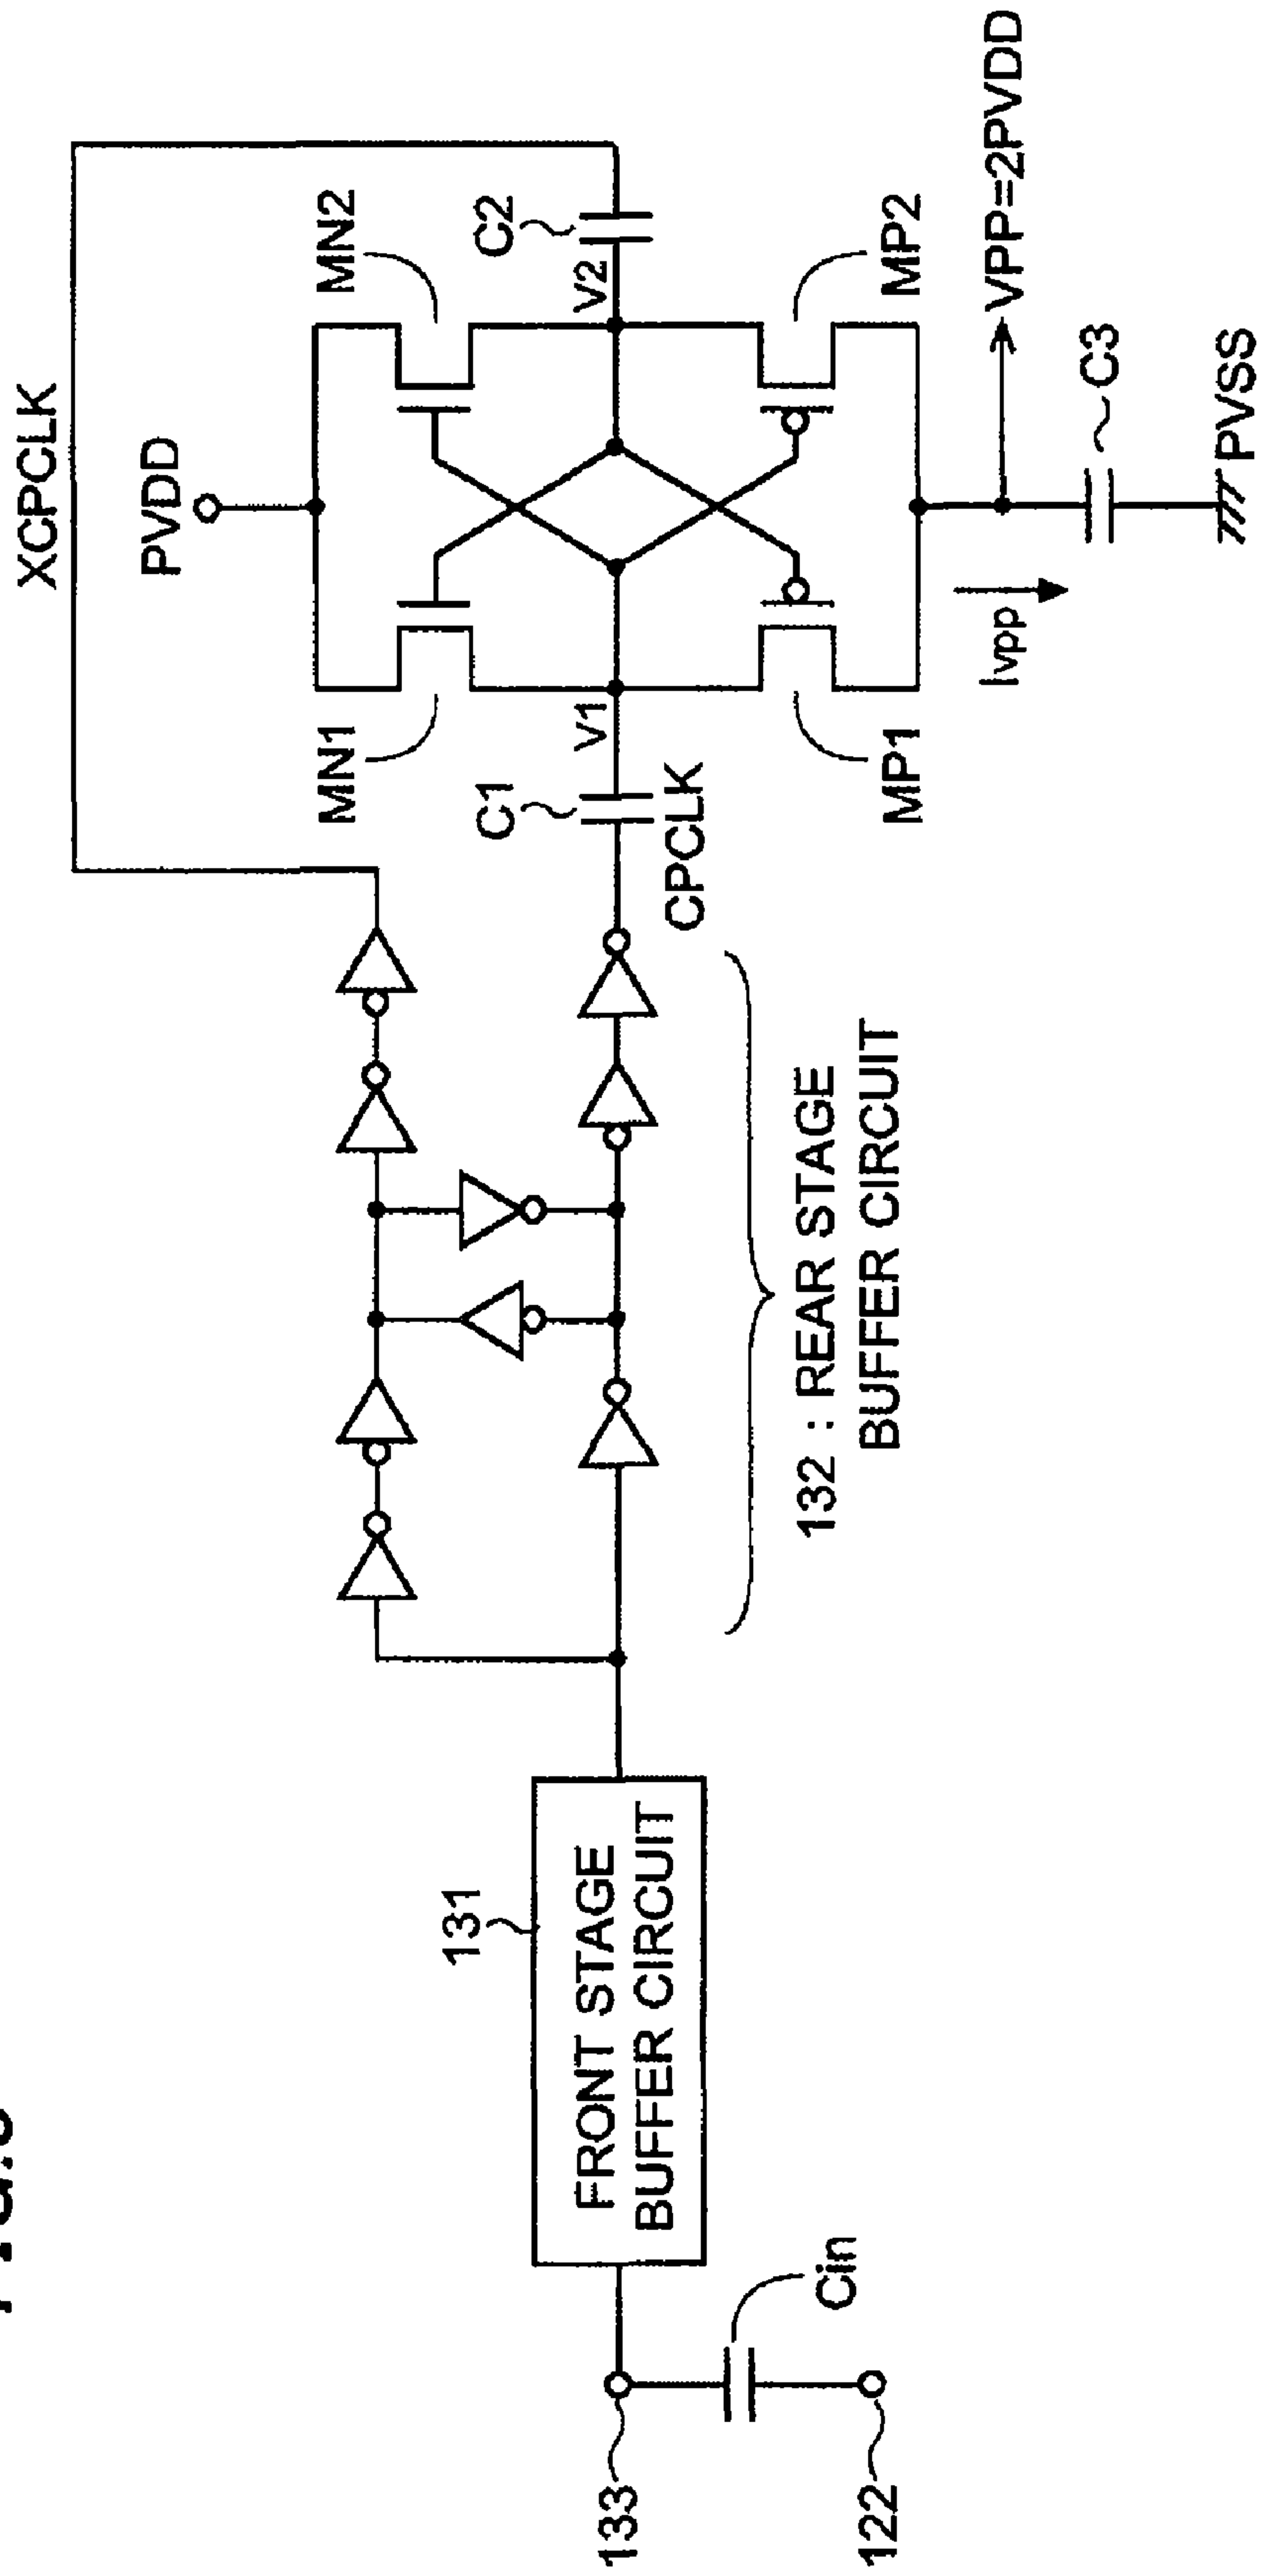 XCPCLK
PVDD
MN1
MN2
C1
V1
V2
C2
CPCLK
MP1
MP2
Ivpp
VPP=2PVDD
C3
PVSS
131
FRONT STAGE
BUFFER CIRCUIT
132 : REAR STAGE
BUFFER CIRCUIT
133
Cin
122